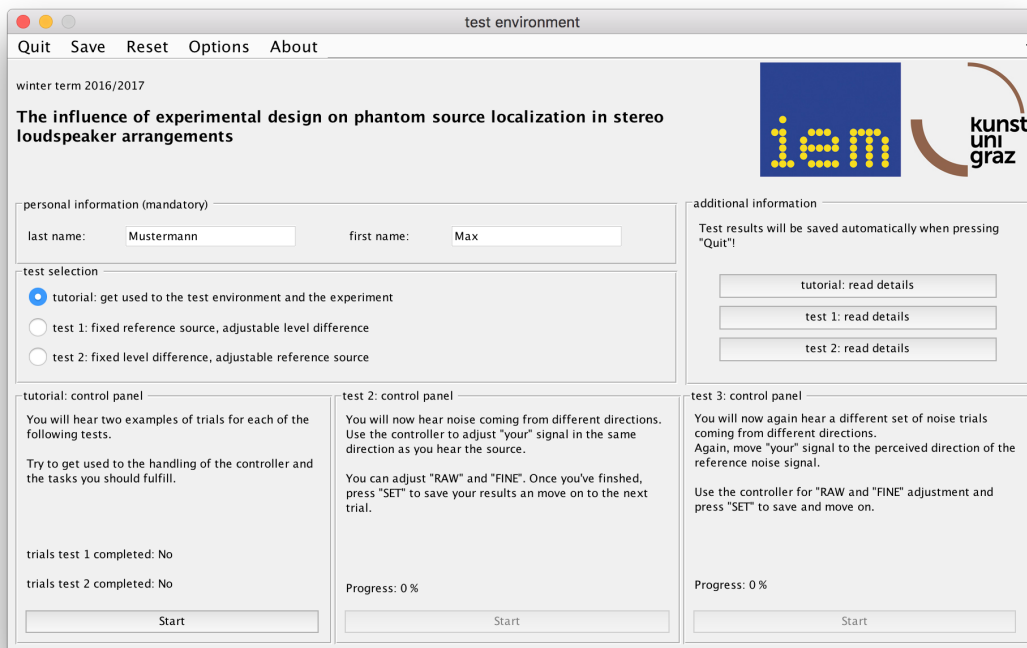 test environment
Quit Save Reset Options About
winter term 2016/2017
The influence of experimental design on phantom source localization in stereo
loudspeaker arrangements
iem
kunst
uni
graz
personal information (mandatory)
last name: Mustermann first name: Max
additional information
Test results will be saved automatically when pressing
"Quit"!
tutorial: read details
test 1: read details
test 2: read details
test selection
tutorial: get used to the test environment and the experiment
test 1: fixed reference source, adjustable level difference
test 2: fixed level difference, adjustable reference source
tutorial: control panel
You will hear two examples of trials for each of the
following tests.
Try to get used to the handling of the controller and
the tasks you should fulfill.
trials test 1 completed: No
trials test 2 completed: No
Start
test 2: control panel
You will now hear noise coming from different directions.
Use the controller to adjust "your" signal in the same
direction as you hear the source.
You can adjust "RAW" and "FINE". Once you've finshed,
press "SET" to save your results an move on to the next
trial.
Progress: 0 %
Start
test 3: control panel
You will now again hear a different set of noise trials
coming from different directions.
Again, move "your" signal to the perceived direction of the
reference noise signal.
Use the controller for "RAW and "FINE" adjustment and
press "SET" to save and move on.
Progress: 0 %
Start